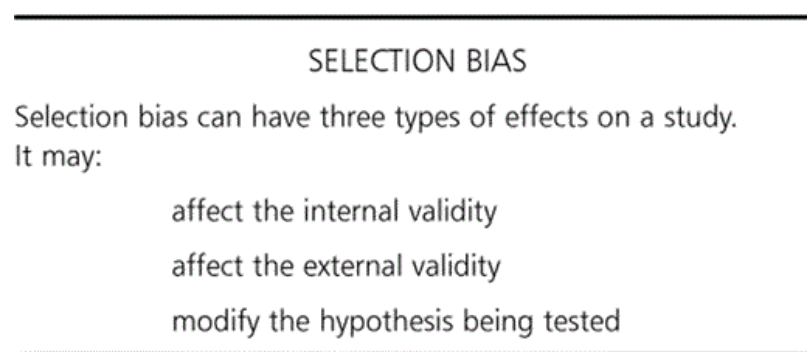 SELECTION BIAS
Selection bias can have three types of effects on a study.
It may:
affect the internal validity
affect the external validity
modify the hypothesis being tested